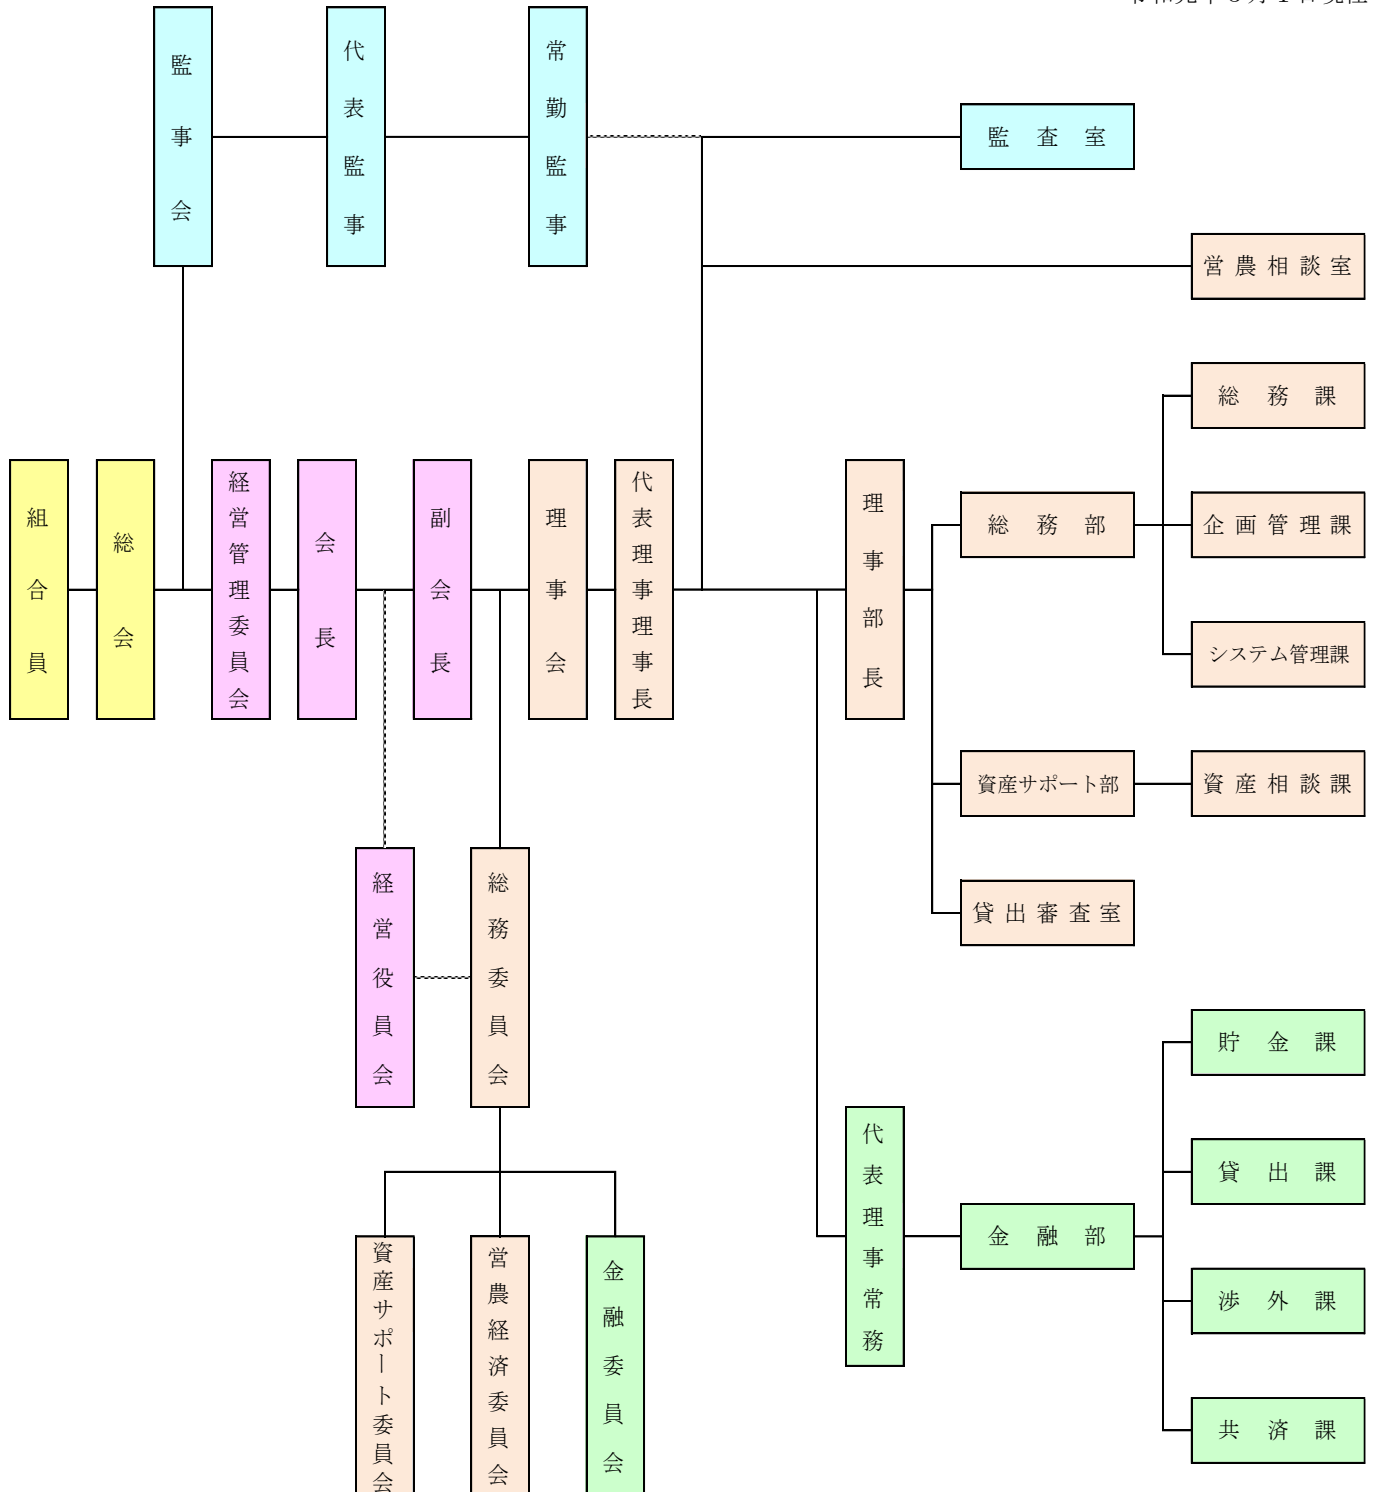 監事会
代表監事
常勤監事
監査室
営農相談室
総務課
組合員
総会
経営管理委員会
会長
副会長
理事会
代表理事理事長
理事部長
総務部
企画管理課
システム管理課
資産サポート部
資産相談課
経営役員会
総務委員会
貸出審査室
貯金課
代表理事常務
貸出課
金融部
資産サポート委員会
営農経済委員会
金融委員会
渉外課
共済課